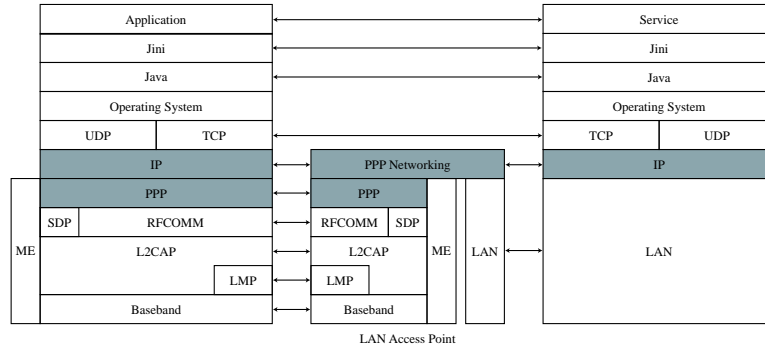 Application Service
Jini Jini
Java Java
Operating System Operating System
UDP TCP TCP UDP
IP PPP Networking IP
PPP PPP
SDP RFCOMM RFCOMM SDP
ME L2CAP L2CAP ME LAN LAN
LMP LMP
Baseband Baseband
LAN Access Point